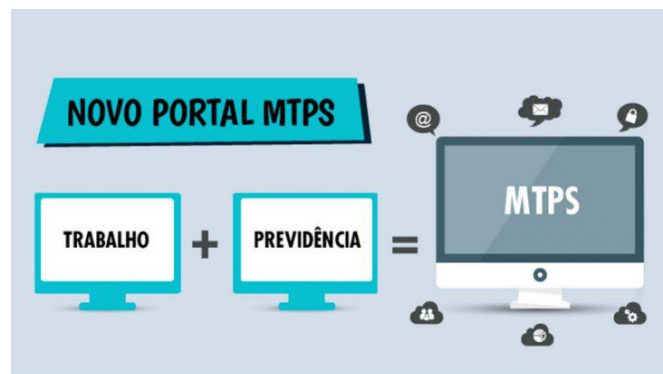 NOVO PORTAL MTPS
@
TRABALHO + PREVIDÊNCIA = MTPS